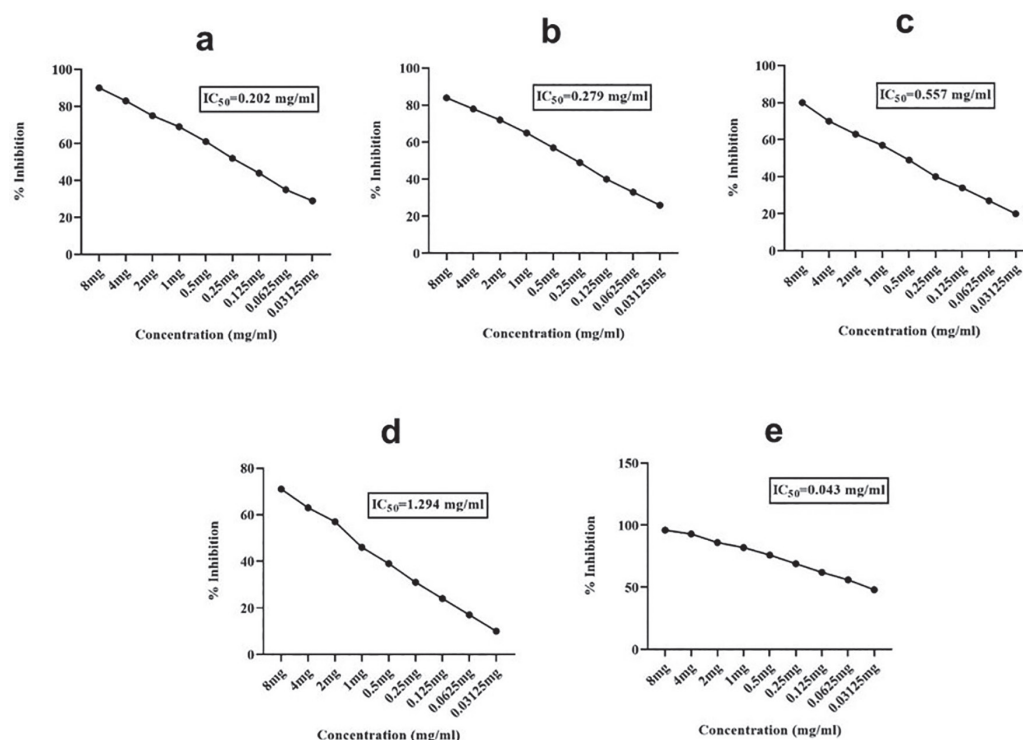 a
100
80
60
40
20
0
% Inhibition
IC50=0.202 mg/ml
8mg
4mg
2mg
1mg
0.5mg
0.25mg
0.125mg
0.0625mg
0.03125mg
Concentration (mg/ml)
b
100
80
60
40
20
0
% Inhibition
IC50=0.279 mg/ml
8mg
4mg
2mg
1mg
0.5mg
0.25mg
0.125mg
0.0625mg
0.03125mg
Concentration (mg/ml)
c
100
80
60
40
20
0
% Inhibition
IC50=0.557 mg/ml
8mg
4mg
2mg
1mg
0.5mg
0.25mg
0.125mg
0.0625mg
0.03125mg
Concentration (mg/ml)
d
80
60
40
20
0
% Inhibition
IC50=1.294 mg/ml
8mg
4mg
2mg
1mg
0.5mg
0.25mg
0.125mg
0.0625mg
0.03125mg
Concentration (mg/ml)
e
150
100
50
0
% Inhibition
IC50=0.043 mg/ml
8mg
4mg
2mg
1mg
0.5mg
0.25mg
0.125mg
0.0625mg
0.03125mg
Concentration (mg/ml)